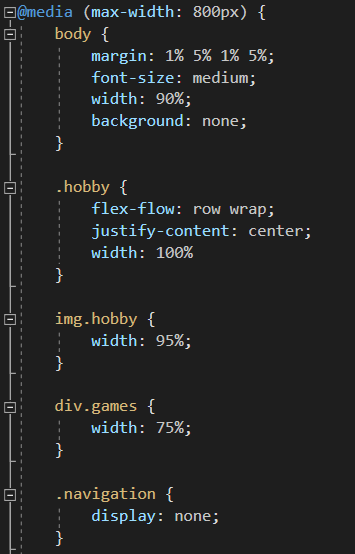 @media (max-width: 800px) {
body {
margin: 1% 5% 1% 5%;
font-size: medium;
width: 90%;
background: none;
}
.hobby {
flex-flow: row wrap;
justify-content: center;
width: 100%
}
img.hobby {
width: 95%;
}
div.games {
width: 75%;
}
.navigation {
display: none;
}